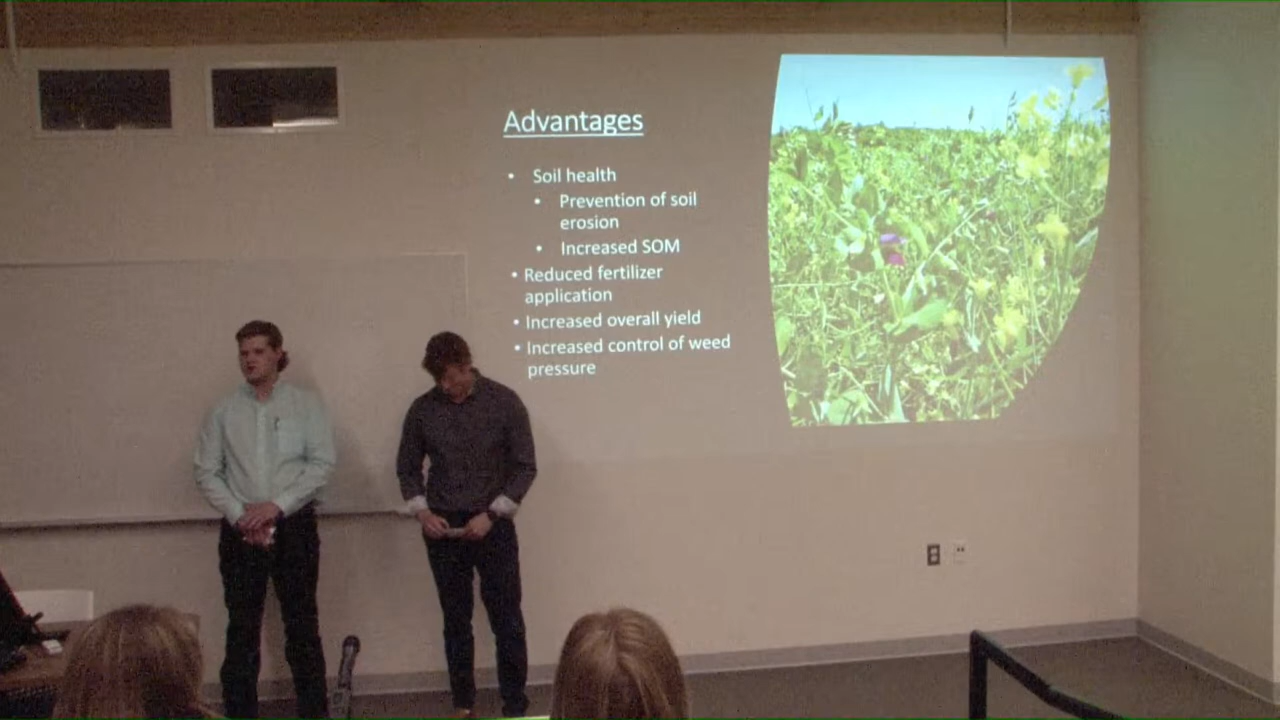 Advantages
• Soil health
• Prevention of soil
erosion
• Increased SOM
• Reduced fertilizer
application
• Increased overall yield
• Increased control of weed
pressure